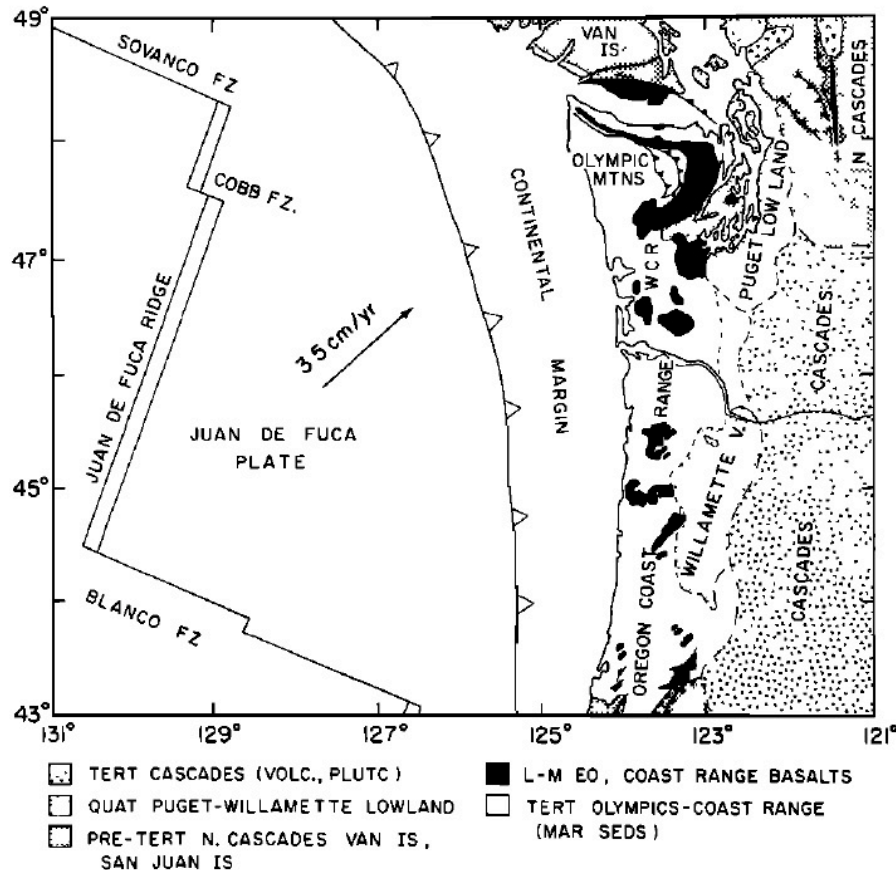 49°
SOVANCO FZ
VAN
IS
N CASCADES
COBB FZ.
OLYMPIC
MTNS
PUGET LOW LAND
CONTINENTAL
MARGIN
47°
WCR
JUAN DE FUCA RIDGE
3.5 cm/yr
CASCADES
JUAN DE FUCA
PLATE
OREGON COAST RANGE
45°
WILLAMETTE V.
BLANCO FZ
CASCADES
43°
131°
129°
127°
125°
123°
121°
TERT CASCADES (VOLC., PLUTC)
QUAT PUGET-WILLAMETTE LOWLAND
PRE-TERT N. CASCADES VAN IS,
SAN JUAN IS
L-M EO, COAST RANGE BASALTS
TERT OLYMPICS-COAST RANGE
(MAR SEDS)